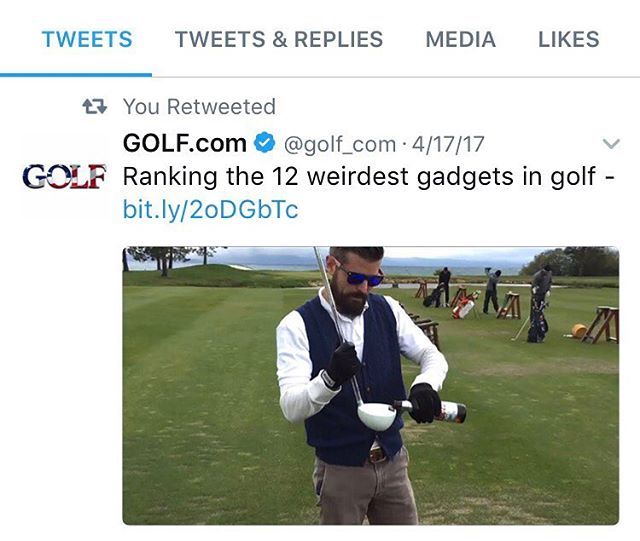 TWEETS TWEETS & REPLIES MEDIA LIKES
You Retweeted
GOLF.com @golf_com · 4/17/17
GOLF
Ranking the 12 weirdest gadgets in golf -
bit.ly/2oDGbTc